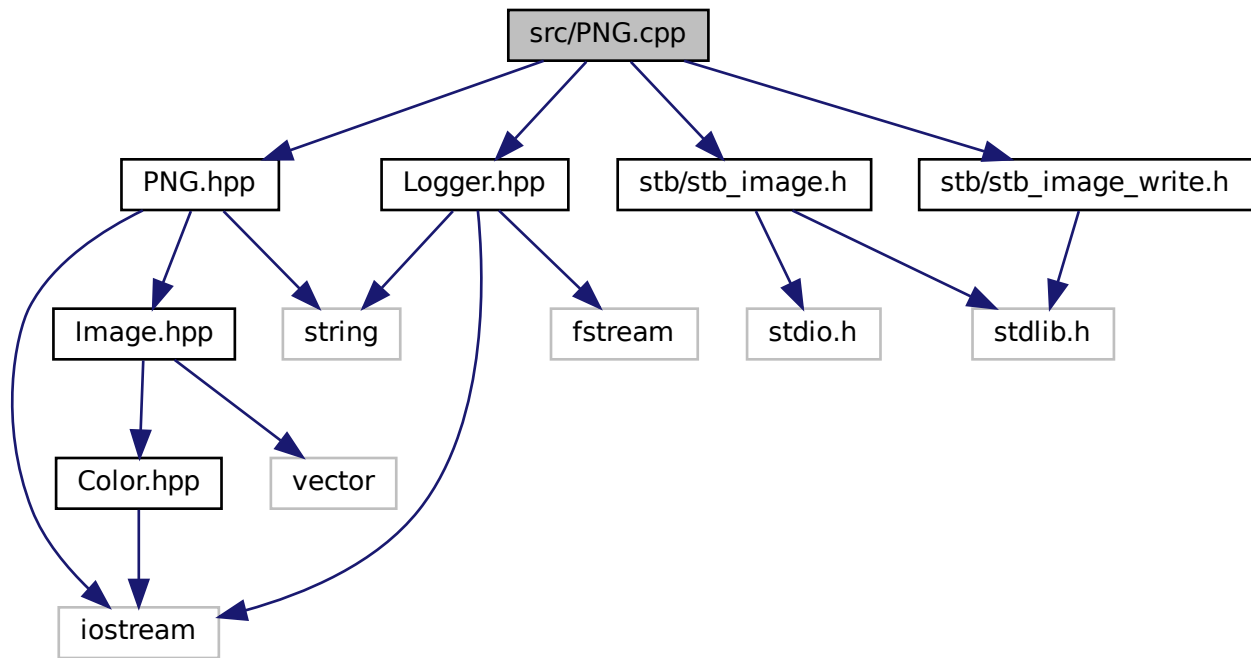 src/PNG.cpp
PNG.hpp
Logger.hpp
stb/stb_image.h
stb/stb_image_write.h
Image.hpp
string
fstream
stdio.h
stdlib.h
Color.hpp
vector
iostream